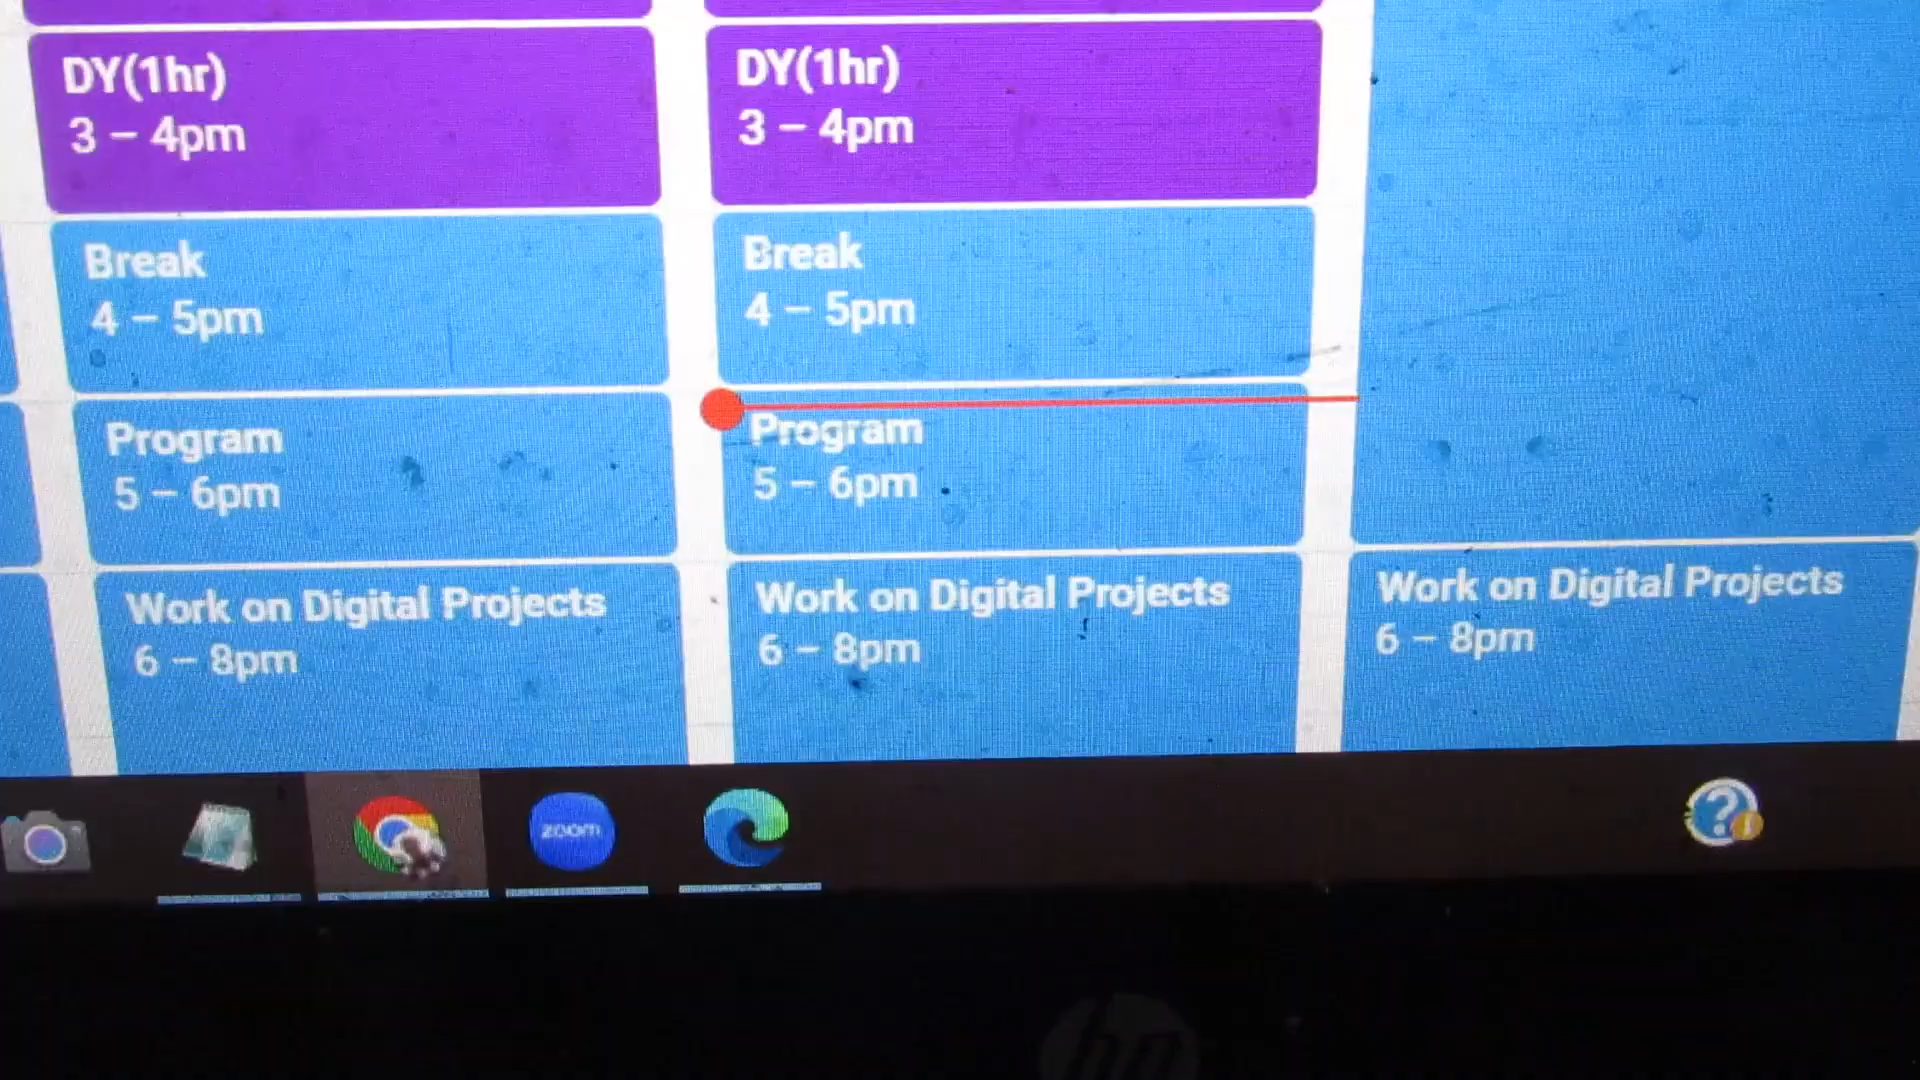 DY(1hr)
3 – 4pm
Break
4 – 5pm
Program
5 – 6pm
Work on Digital Projects
6 – 8pm
DY(1hr)
3 – 4pm
Break
4 – 5pm
Program
5 – 6pm
Work on Digital Projects
6 – 8pm
Work on Digital Projects
6 – 8pm
zoom
?
hp